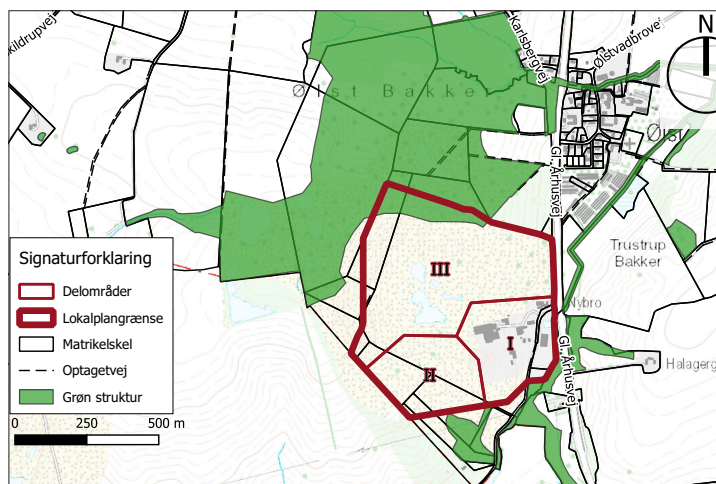 kildrupvej
Karlsbergvej
Ølstvadbrovej
N
Ølst Bakker
Ølst
Gl. Århusvej
Trustrup
Bakker
Signaturforklaring
Delområder
Lokalplangrænse
Matrikelskel
Optagetvej
Grøn struktur
0 250 500 m
III
Nybro
I
Gl. Århusvej
Halagerg
II